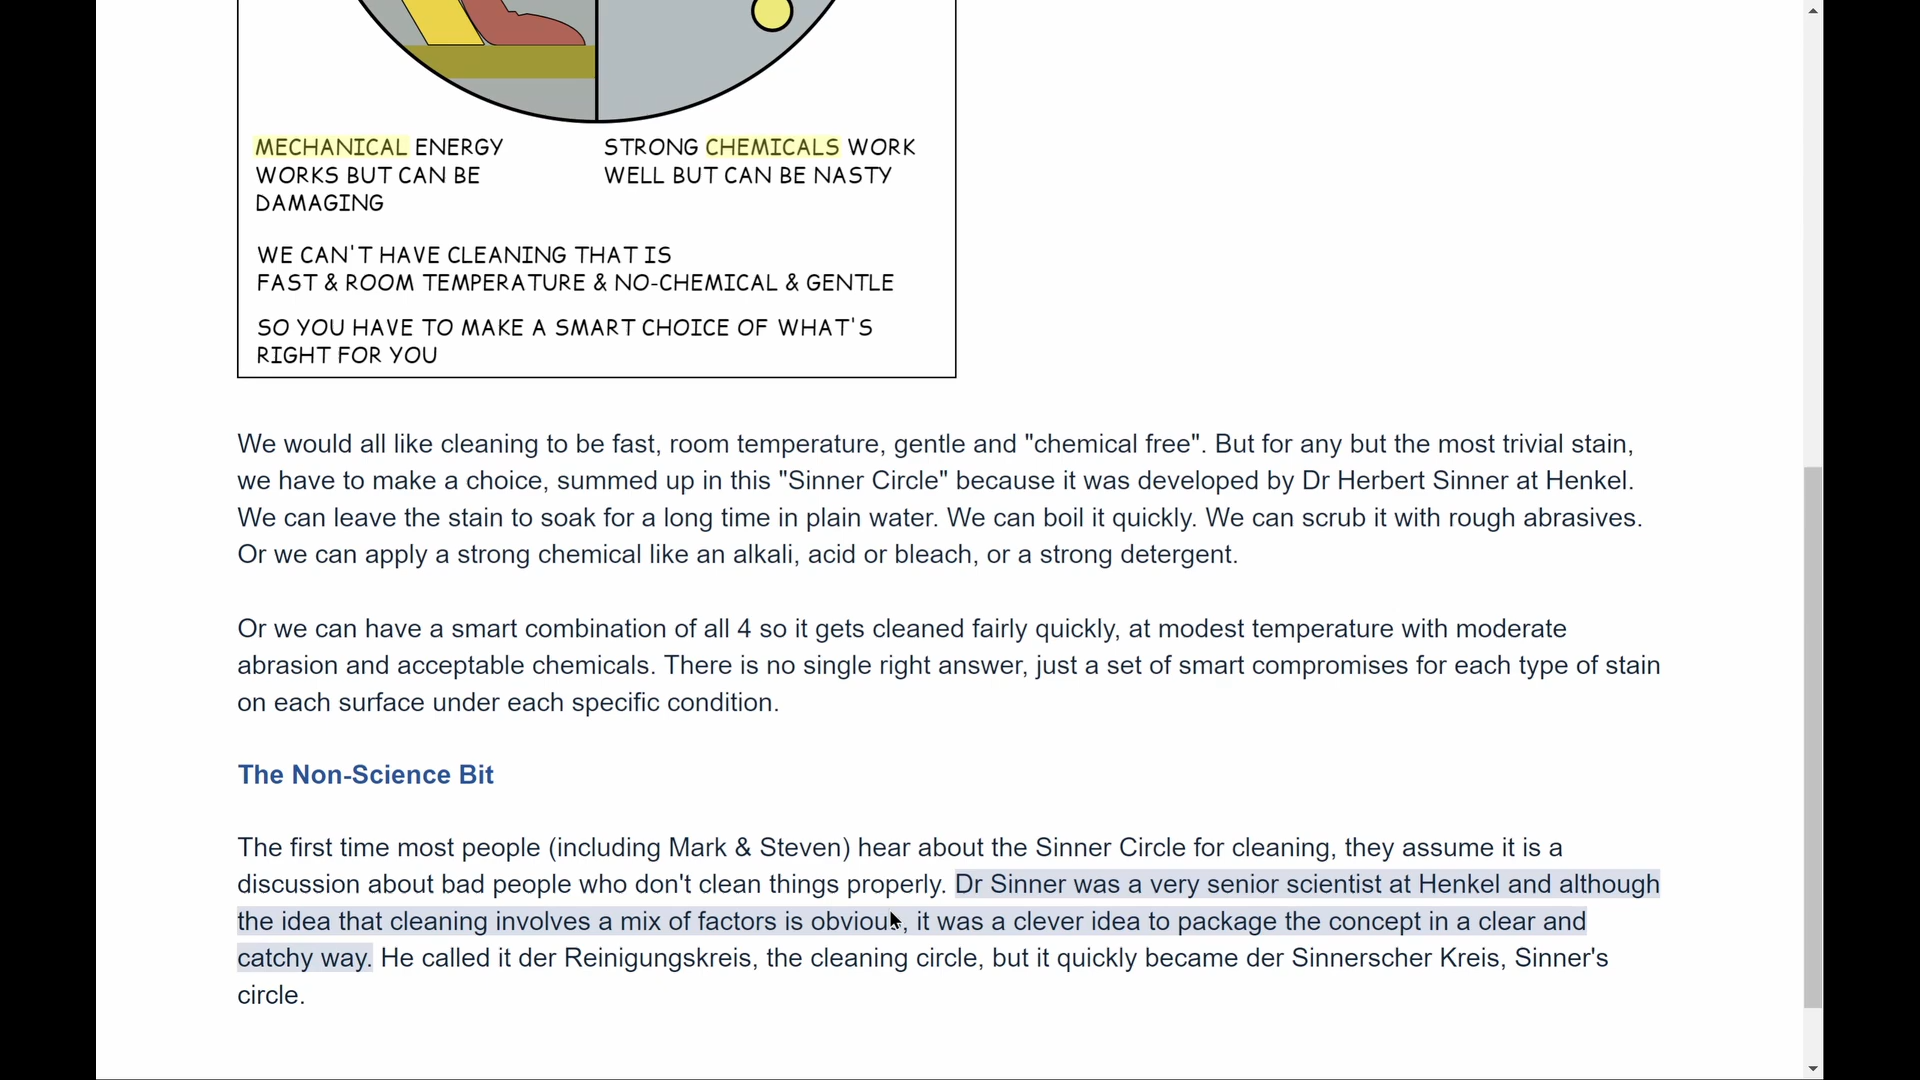 MECHANICAL ENERGY
WORKS BUT CAN BE
DAMAGING
STRONG CHEMICALS WORK
WELL BUT CAN BE NASTY
WE CAN'T HAVE CLEANING THAT IS
FAST & ROOM TEMPERATURE & NO-CHEMICAL & GENTLE
SO YOU HAVE TO MAKE A SMART CHOICE OF WHAT'S
RIGHT FOR YOU
We would all like cleaning to be fast, room temperature, gentle and "chemical free". But for any but the most trivial stain,
we have to make a choice, summed up in this "Sinner Circle" because it was developed by Dr Herbert Sinner at Henkel.
We can leave the stain to soak for a long time in plain water. We can boil it quickly. We can scrub it with rough abrasives.
Or we can apply a strong chemical like an alkali, acid or bleach, or a strong detergent.
Or we can have a smart combination of all 4 so it gets cleaned fairly quickly, at modest temperature with moderate
abrasion and acceptable chemicals. There is no single right answer, just a set of smart compromises for each type of stain
on each surface under each specific condition.
The Non-Science Bit
The first time most people (including Mark & Steven) hear about the Sinner Circle for cleaning, they assume it is a
discussion about bad people who don't clean things properly. Dr Sinner was a very senior scientist at Henkel and although
the idea that cleaning involves a mix of factors is obvious, it was a clever idea to package the concept in a clear and
catchy way. He called it der Reinigungskreis, the cleaning circle, but it quickly became der Sinnerscher Kreis, Sinner's
circle.